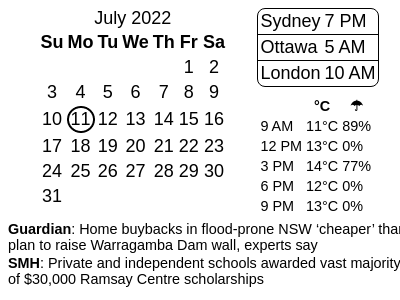 July 2022
Su Mo Tu We Th Fr Sa
1 2
3 4 5 6 7 8 9
10 11 12 13 14 15 16
17 18 19 20 21 22 23
24 25 26 27 28 29 30
31
Sydney 7 PM
Ottawa 5 AM
London 10 AM
°C ☂
9 AM 11°C 89%
12 PM 13°C 0%
3 PM 14°C 77%
6 PM 12°C 0%
9 PM 13°C 0%
Guardian: Home buybacks in flood-prone NSW ‘cheaper’
plan to raise Warragamba Dam wall, experts say
SMH: Private and independent schools awarded vast majority
of $30,000 Ramsay Centre scholarships